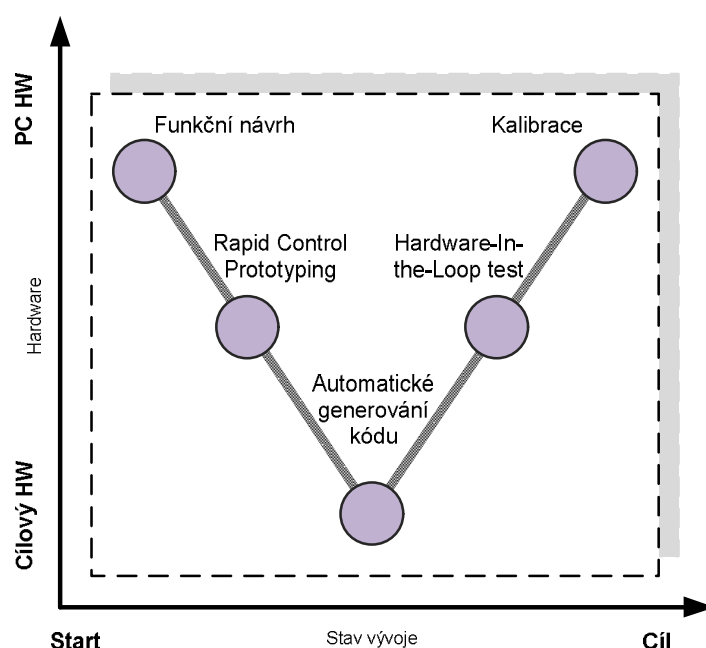 PC HW
Funkční návrh
Kalibrace
Rapid Control
Prototyping
Hardware-In-
the-Loop test
Hardware
Automatické
generování
kódu
Cílový HW
Start
Stav vývoje
Cíl